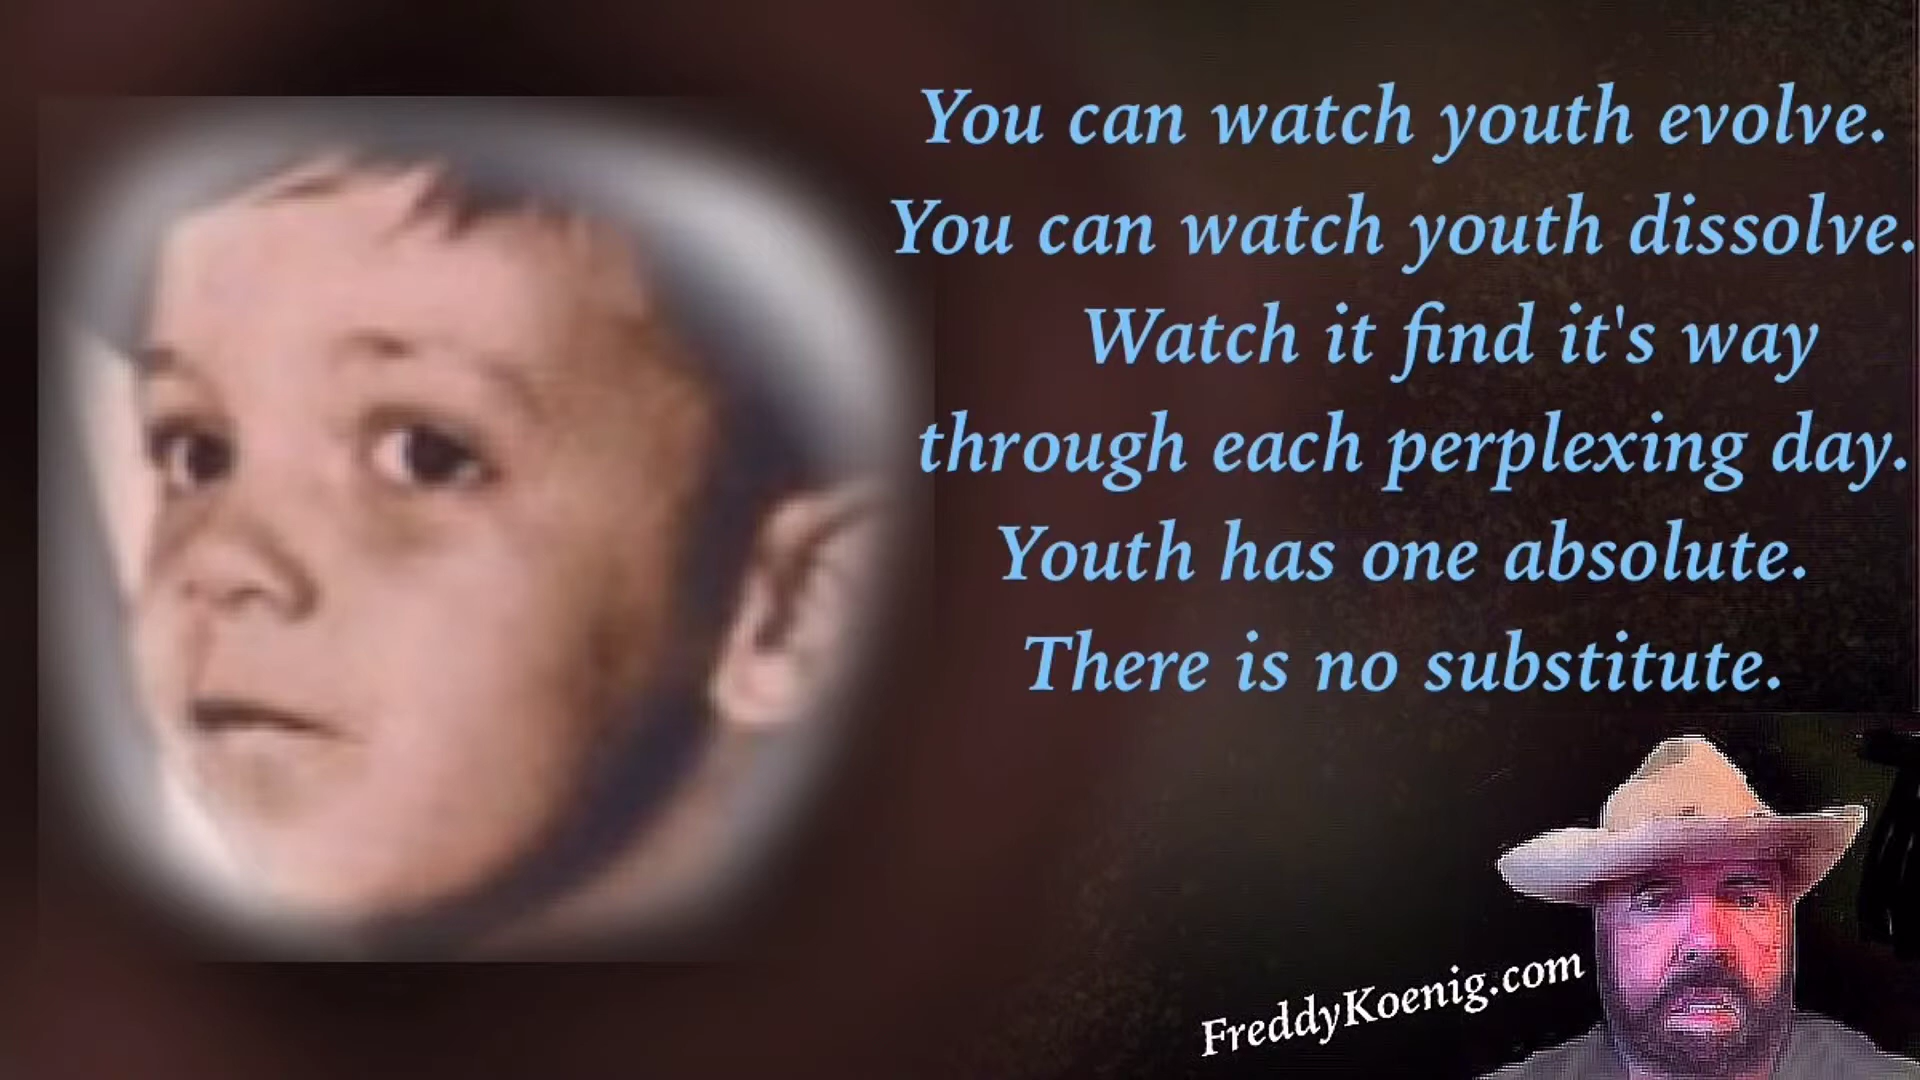 You can watch youth evolve.
You can watch youth dissolve.
Watch it find it's way
through each perplexing day.
Youth has one absolute.
There is no substitute.
FreddyKoenig.com